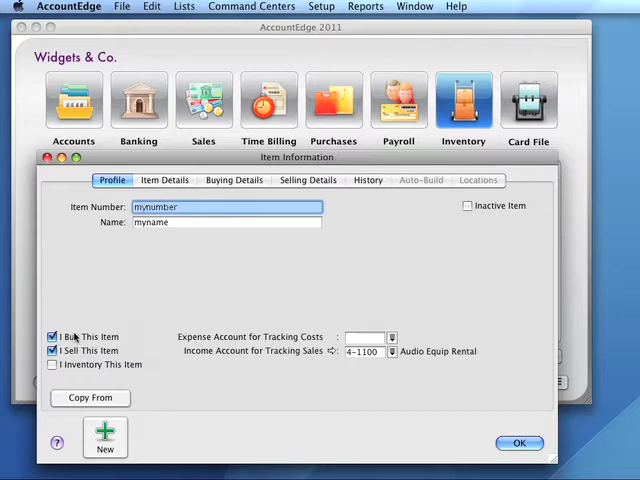 AccountEdge File Edit Lists Command Centers Setup Reports Window Help
AccountEdge 2011
Widgets & Co.
Accounts Banking Sales Time Billing Purchases Payroll Inventory Card File
Item Information
Profile Item Details Buying Details Selling Details History Auto-Build Locations
Item Number: mynumber Inactive Item
Name: myname
I Buy This Item Expense Account for Tracking Costs :
I Sell This Item Income Account for Tracking Sales ⇨: 4-1100 Audio Equip Rental
I Inventory This Item
Copy From
? New OK